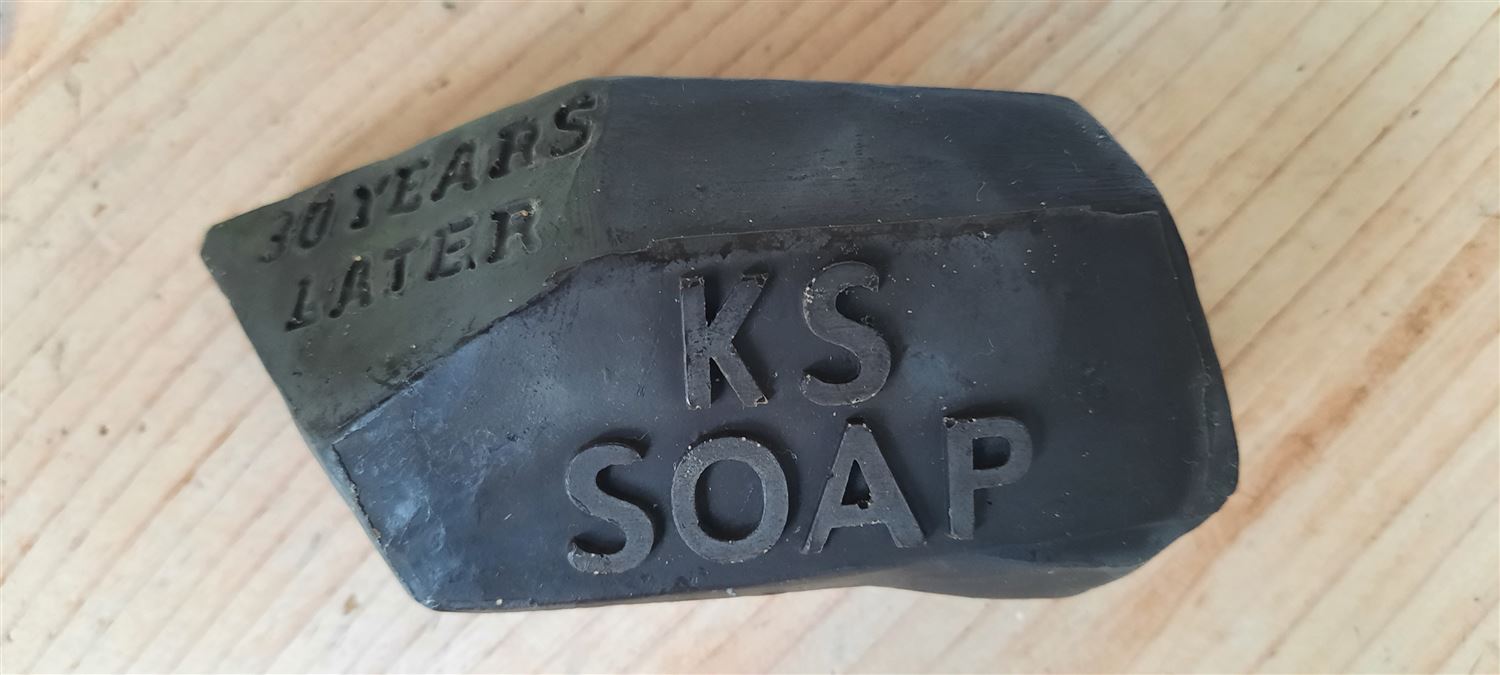 30 YEARS
LATER
KS
SOAP